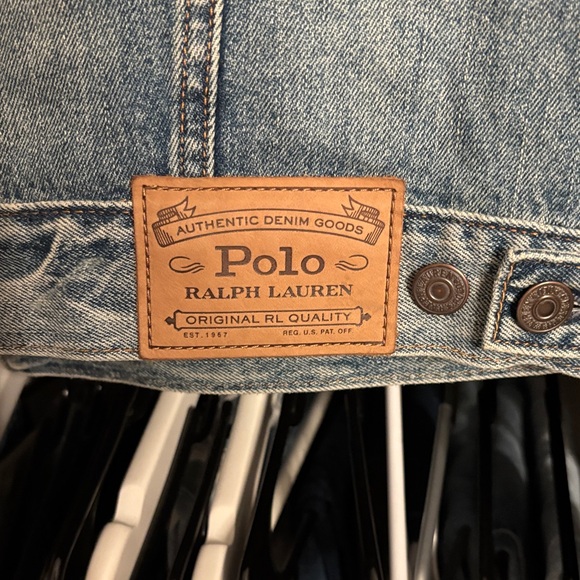 AUTHENTIC DENIM GOODS
Polo
RALPH LAUREN
ORIGINAL RL QUALITY
EST. 1967 REG. U.S. PAT. OFF.